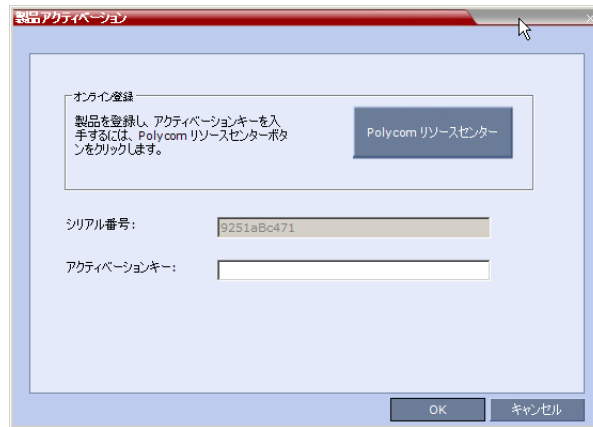 製品アクティベーション
オンライン登録
製品を登録し、アクティベーションキーを入
手するには、Polycom リソースセンターボタ
ンをクリックします。
Polycom リソースセンター
シリアル番号:
9251aBc471
アクティベーションキー:
OK
キャンセル